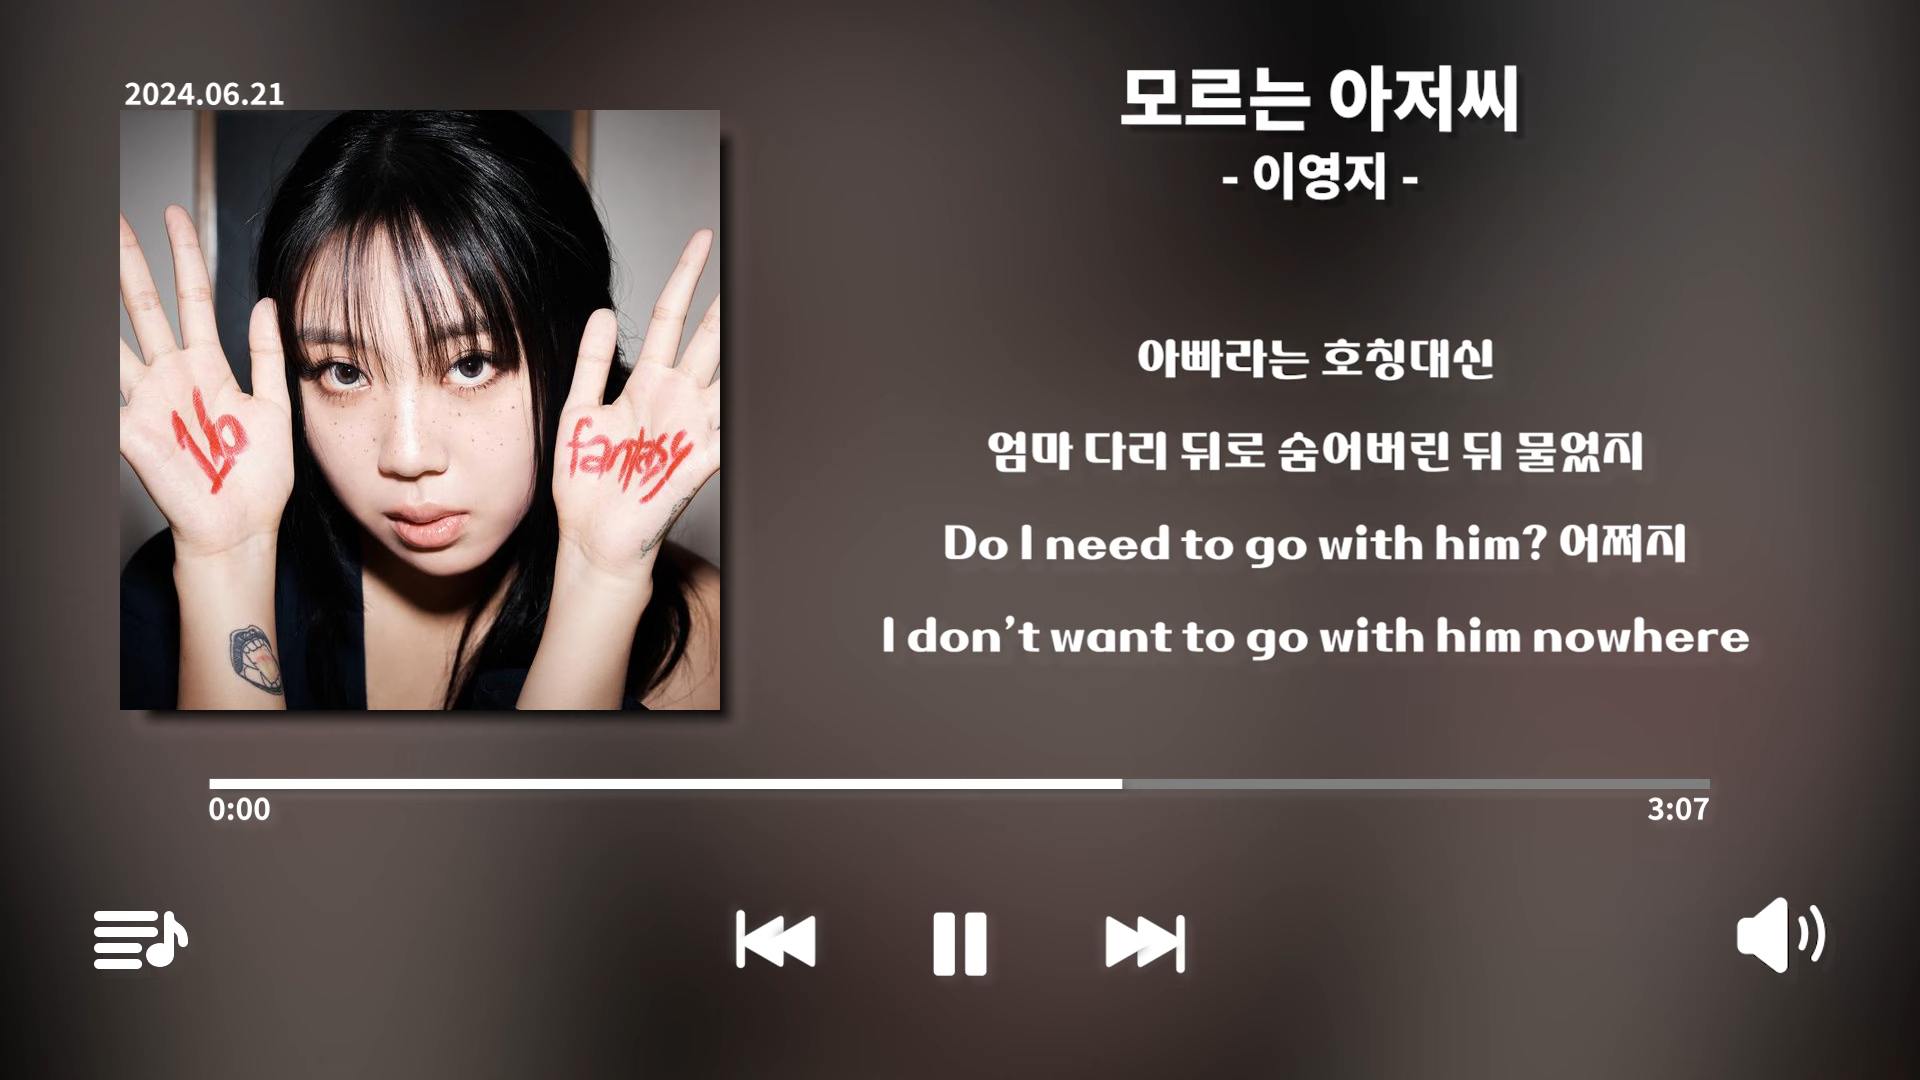 2024.06.21
모르는 아저씨
- 이영지 -
No
fantasy
아빠라는 호칭대신
엄마 다리 뒤로 숨어버린 뒤 물었지
Do I need to go with him? 어쩌지
I don't want to go with him nowhere
0:00
3:07